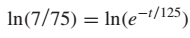 ln(7/75) = ln(e^{-t/125})